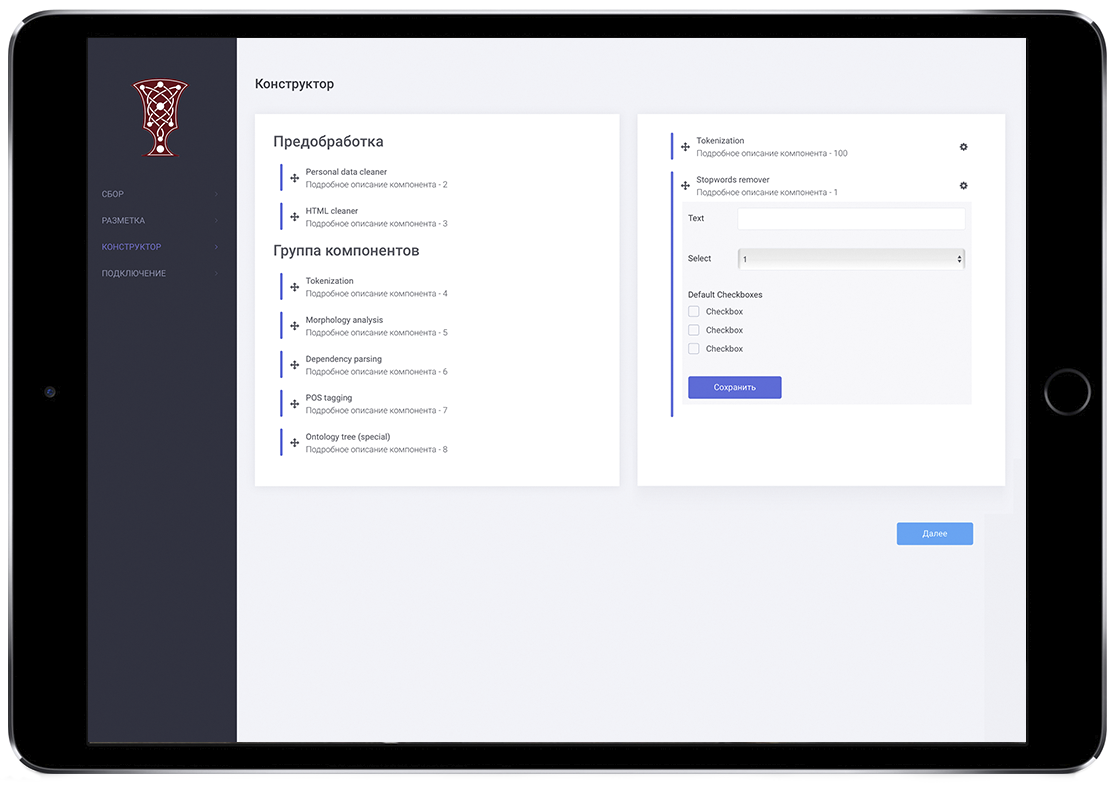 СБОР
РАЗМЕТКА
КОНСТРУКТОР
ПОДКЛЮЧЕНИЕ
Конструктор
Предобработка
Personal data cleaner
Подробное описание компонента - 2
HTML cleaner
Подробное описание компонента - 3
Группа компонентов
Tokenization
Подробное описание компонента - 4
Morphology analysis
Подробное описание компонента - 5
Dependency parsing
Подробное описание компонента - 6
POS tagging
Подробное описание компонента - 7
Ontology tree (special)
Подробное описание компонента - 8
Tokenization
Подробное описание компонента - 100
Stopwords remover
Подробное описание компонента - 1
Text
Select 1
Default Checkboxes
Checkbox
Checkbox
Checkbox
Сохранить
Далее